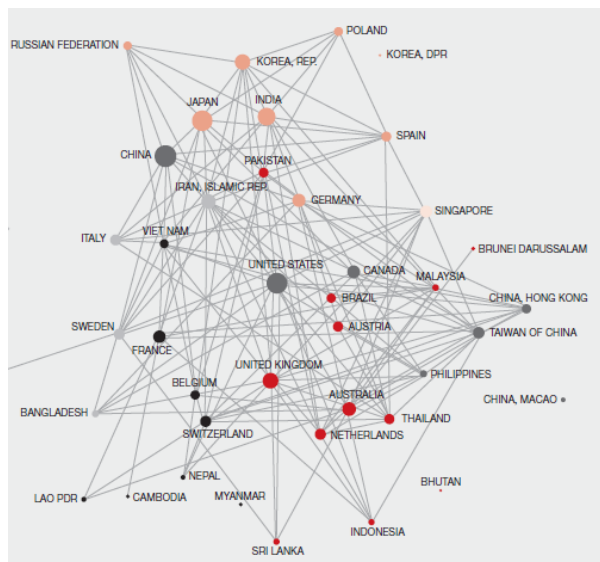 POLAND
RUSSIAN FEDERATION
KOREA, DPR
KOREA, REP.
JAPAN
INDIA
SPAIN
CHINA
PAKISTAN
IRAN, ISLAMIC REP.
GERMANY
SINGAPORE
VIET NAM
ITALY
BRUNEI DARUSSALAM
UNITED STATES
CANADA
MALAYSIA
BRAZIL
CHINA, HONG KONG
SWEDEN
AUSTRIA
TAIWAN OF CHINA
FRANCE
UNITED KINGDOM
PHILIPPINES
BELGIUM
AUSTRALIA
CHINA, MACAO
BANGLADESH
THAILAND
SWITZERLAND
NETHERLANDS
NEPAL
BHUTAN
LAO PDR
CAMBODIA
MYANMAR
INDONESIA
SRI LANKA